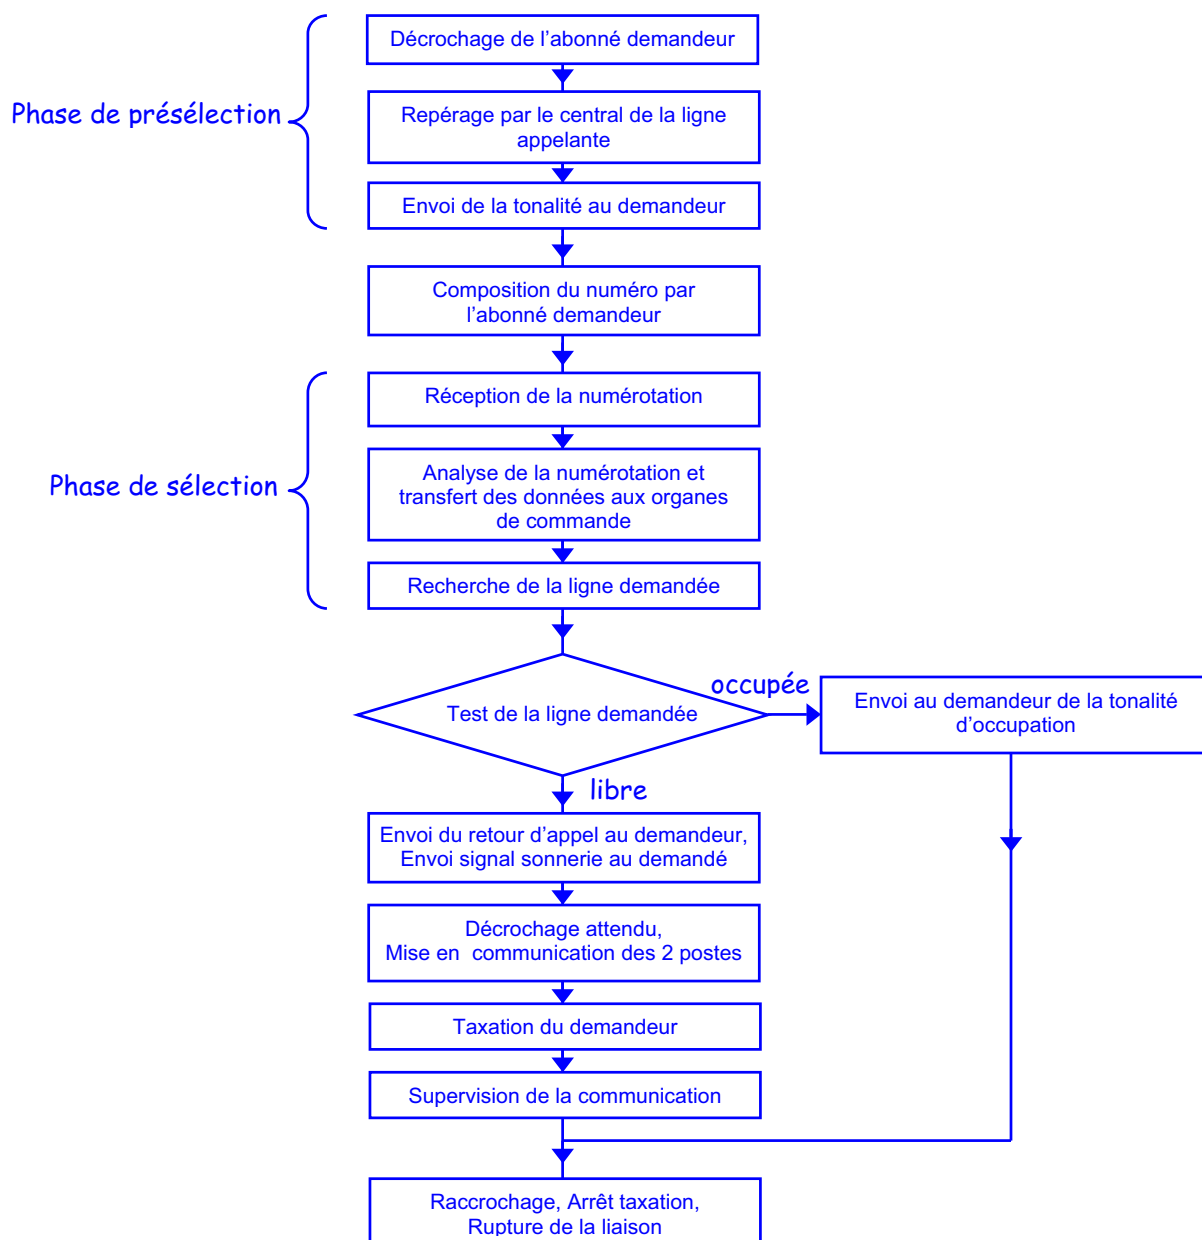 Décrochage de l'abonné demandeur
Phase de présélection
Repérage par le central de la ligne
appelante
Envoi de la tonalité au demandeur
Composition du numéro par
l'abonné demandeur
Réception de la numérotation
Phase de sélection
Analyse de la numérotation et
transfert des données aux organes
de commande
Recherche de la ligne demandée
Test de la ligne demandée
occupée
Envoi au demandeur de la tonalité
d'occupation
libre
Envoi du retour d'appel au demandeur,
Envoi signal sonnerie au demandé
Décrochage attendu,
Mise en communication des 2 postes
Taxation du demandeur
Supervision de la communication
Raccrochage, Arrêt taxation,
Rupture de la liaison